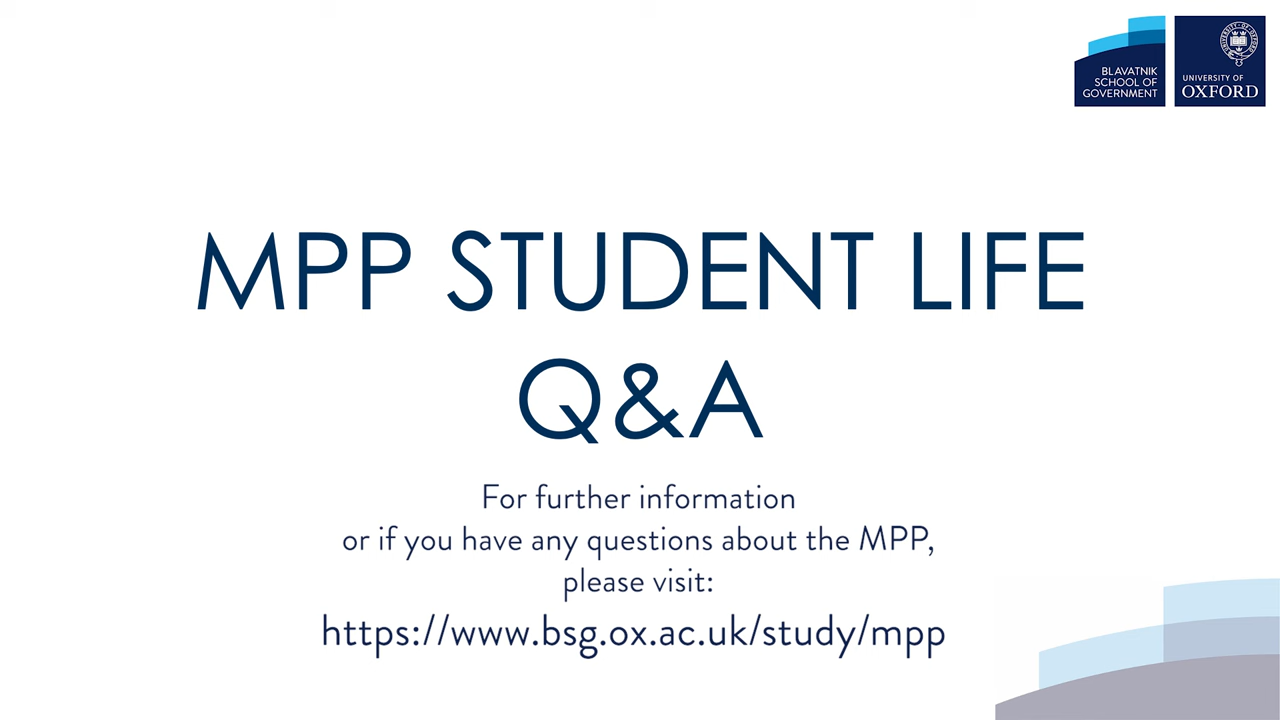 BLAVATNIK
SCHOOL OF
GOVERNMENT
UNIVERSITY OF
OXFORD
MPP STUDENT LIFE
Q&A
For further information
or if you have any questions about the MPP,
please visit:
https://www.bsg.ox.ac.uk/study/mpp